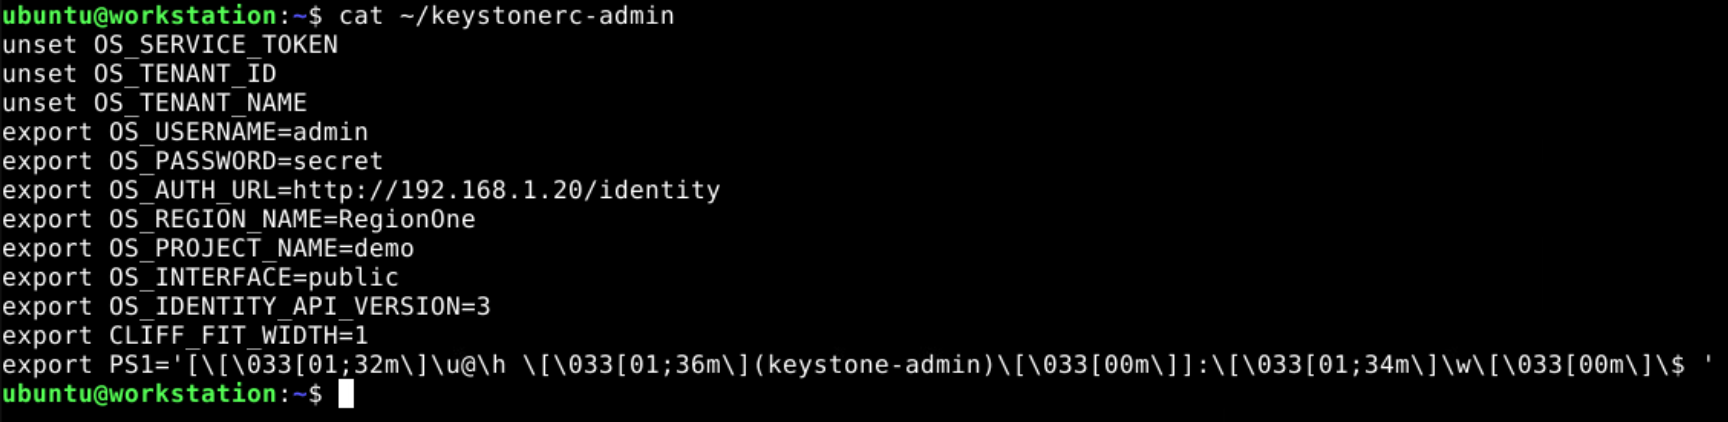 ubuntu@workstation:~$ cat ~/keystonerc-admin
unset OS_SERVICE_TOKEN
unset OS_TENANT_ID
unset OS_TENANT_NAME
export OS_USERNAME=admin
export OS_PASSWORD=secret
export OS_AUTH_URL=http://192.168.1.20/identity
export OS_REGION_NAME=RegionOne
export OS_PROJECT_NAME=demo
export OS_INTERFACE=public
export OS_IDENTITY_API_VERSION=3
export CLIFF_FIT_WIDTH=1
export PS1='[\[\033[01;32m\]\u@\h \[\033[01;36m\](keystone-admin)\[\033[00m\]]:\[\033[01;34m\]\w\[\033[00m\]\$ '
ubuntu@workstation:~$